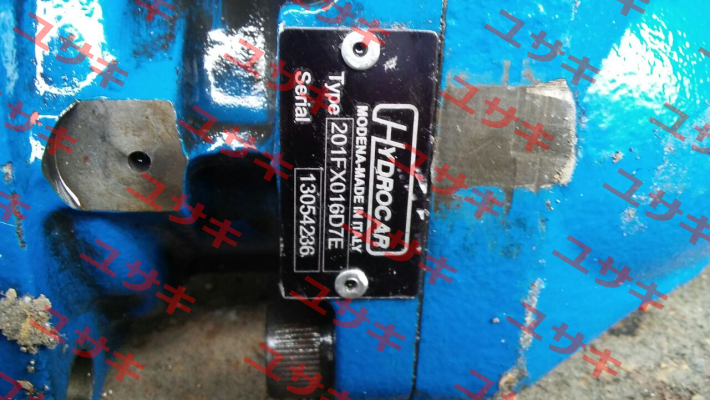 HYDROCAR
MODENA-MADE IN ITALY
Type 201FX016D7E
Serial 13054236
ユサキ